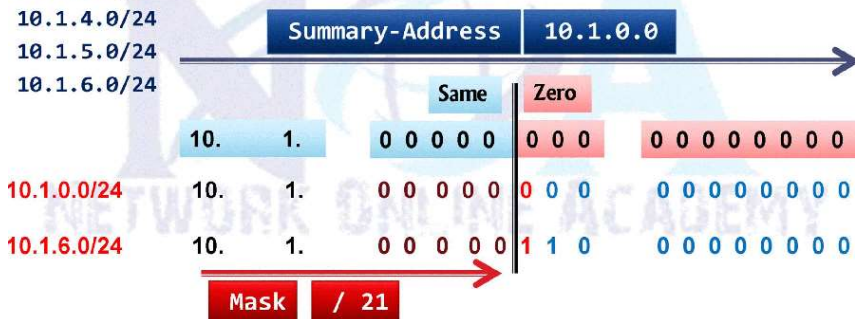 10.1.4.0/24
Summary-Address 10.1.0.0
10.1.5.0/24
10.1.6.0/24
Same Zero
10. 1. 0 0 0 0 0 0 0 0 0 0 0 0 0 0 0 0
10.1.0.0/24 10. 1. 0 0 0 0 0 0 0 0 0 0 0 0 0 0 0 0
NETWORK ONLINE ACADEMY
10.1.6.0/24 10. 1. 0 0 0 0 0 1 1 0 0 0 0 0 0 0 0 0
Mask / 21